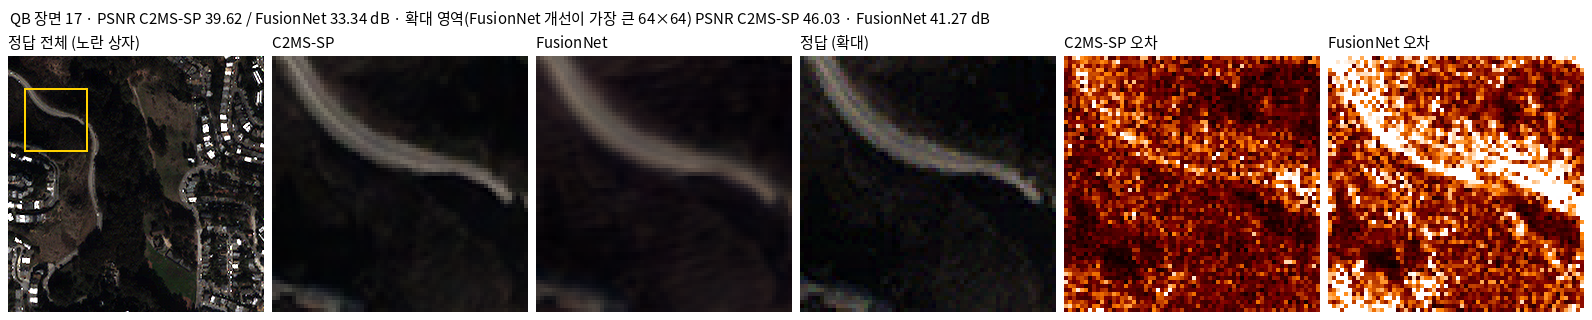 QB 장면 17 · PSNR C2MS-SP 39.62 / FusionNet 33.34 dB · 확대 영역(FusionNet 개선이 가장 큰 64×64) PSNR C2MS-SP 46.03 · FusionNet 41.27 dB
정답 전체 (노란 상자)
C2MS-SP
FusionNet
정답 (확대)
C2MS-SP 오차
FusionNet 오차